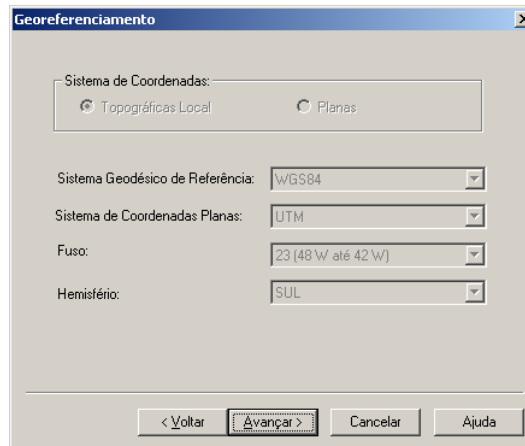 Georeferenciamento
Sistema de Coordenadas:
Topográficas Local Planas
Sistema Geodésico de Referência: WGS84
Sistema de Coordenadas Planas: UTM
Fuso: 23 (48 W até 42 W)
Hemisfério: SUL
< Voltar Avançar > Cancelar Ajuda